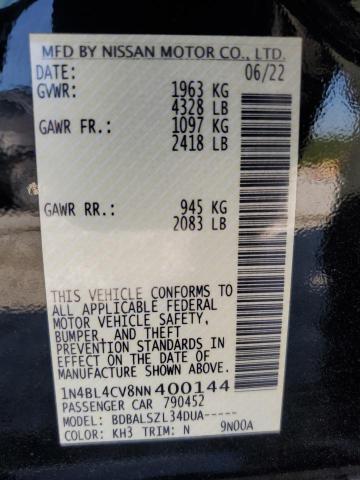 MFD BY NISSAN MOTOR CO., LTD.
DATE: 06/22
GVWR: 1963 KG
4328 LB
GAWR FR.: 1097 KG
2418 LB
GAWR RR.: 945 KG
2083 LB
THIS VEHICLE CONFORMS TO
ALL APPLICABLE FEDERAL
MOTOR VEHICLE SAFETY,
BUMPER, AND THEFT
PREVENTION STANDARDS IN
EFFECT ON THE DATE OF
MANUFACTURE SHOWN ABOVE.
1N4BL4CV8NN400144
PASSENGER CAR 790452
MODEL: BDBALSZL34DUA-----
COLOR: KH3 TRIM: N 9N00A